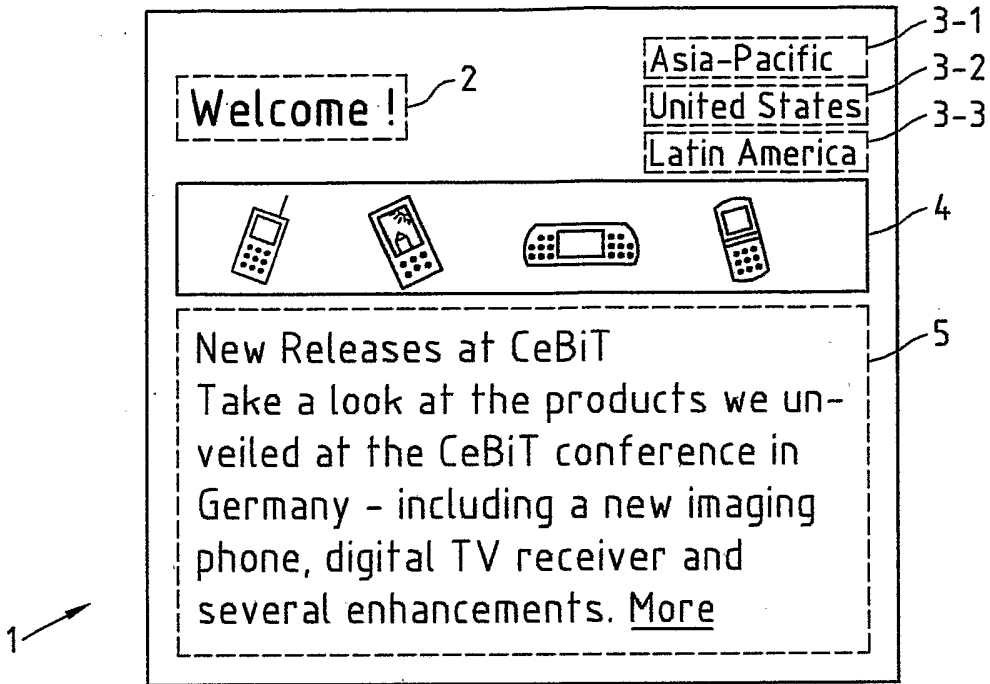 3-1
Asia-Pacific
3-2
2
Welcome !
United States
3-3
Latin America
4
5
New Releases at CeBiT
Take a look at the products we un-
veiled at the CeBiT conference in
Germany - including a new imaging
phone, digital TV receiver and
several enhancements. More
1